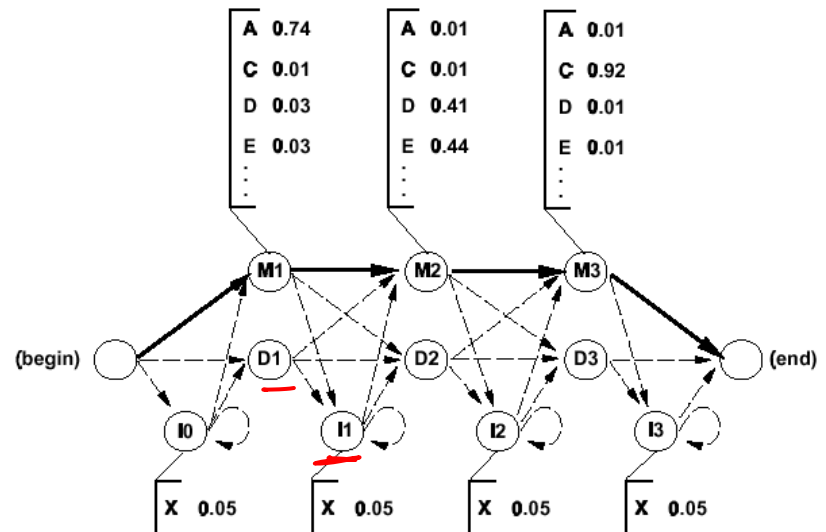 A 0.74
C 0.01
D 0.03
E 0.03
A 0.01
C 0.01
D 0.41
E 0.44
A 0.01
C 0.92
D 0.01
E 0.01
M1
M2
M3
(begin)
D1
D2
D3
(end)
I0
I1
I2
I3
X 0.05
X 0.05
X 0.05
X 0.05